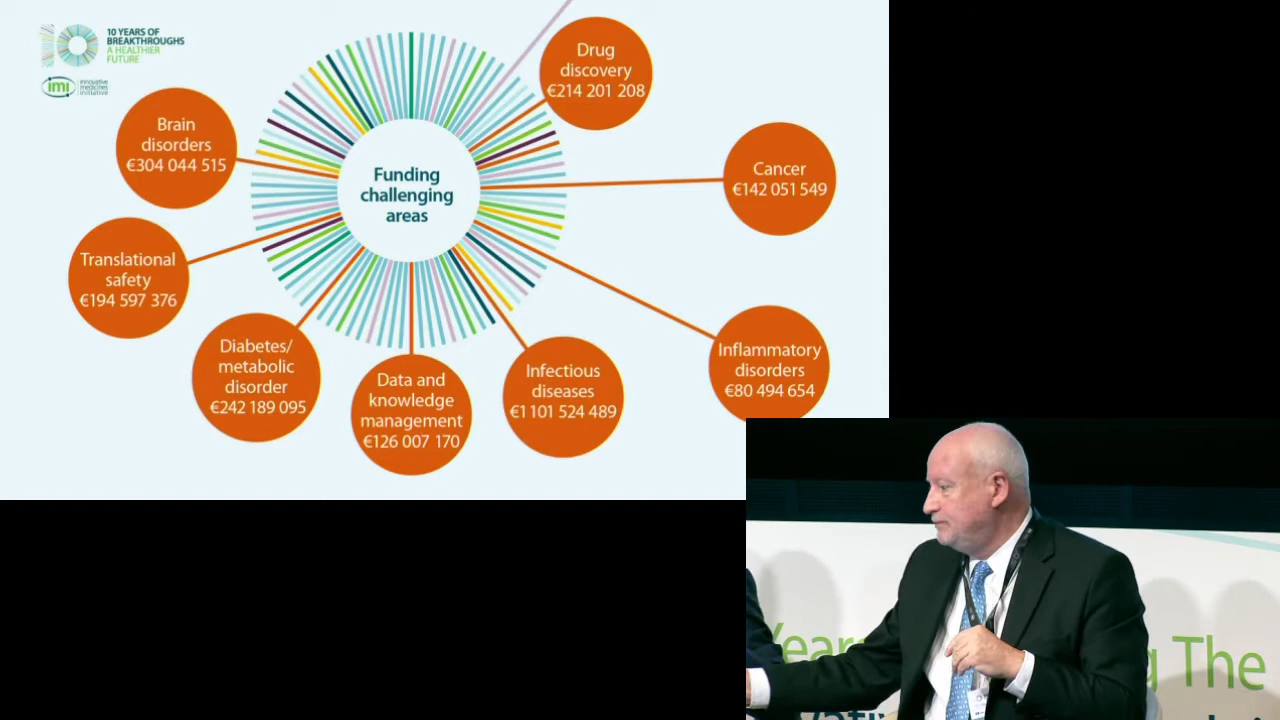 10 YEARS OF
BREAKTHROUGHS
A HEALTHIER
FUTURE
imi
innovative
medicines
initiative
Funding
challenging
areas
Drug
discovery
€214 201 208
Cancer
€142 051 549
Inflammatory
disorders
€80 494 654
Infectious
diseases
€1 101 524 489
Data and
knowledge
management
€126 007 170
Diabetes/
metabolic
disorder
€242 189 095
Translational
safety
€194 597 376
Brain
disorders
€304 044 515
The